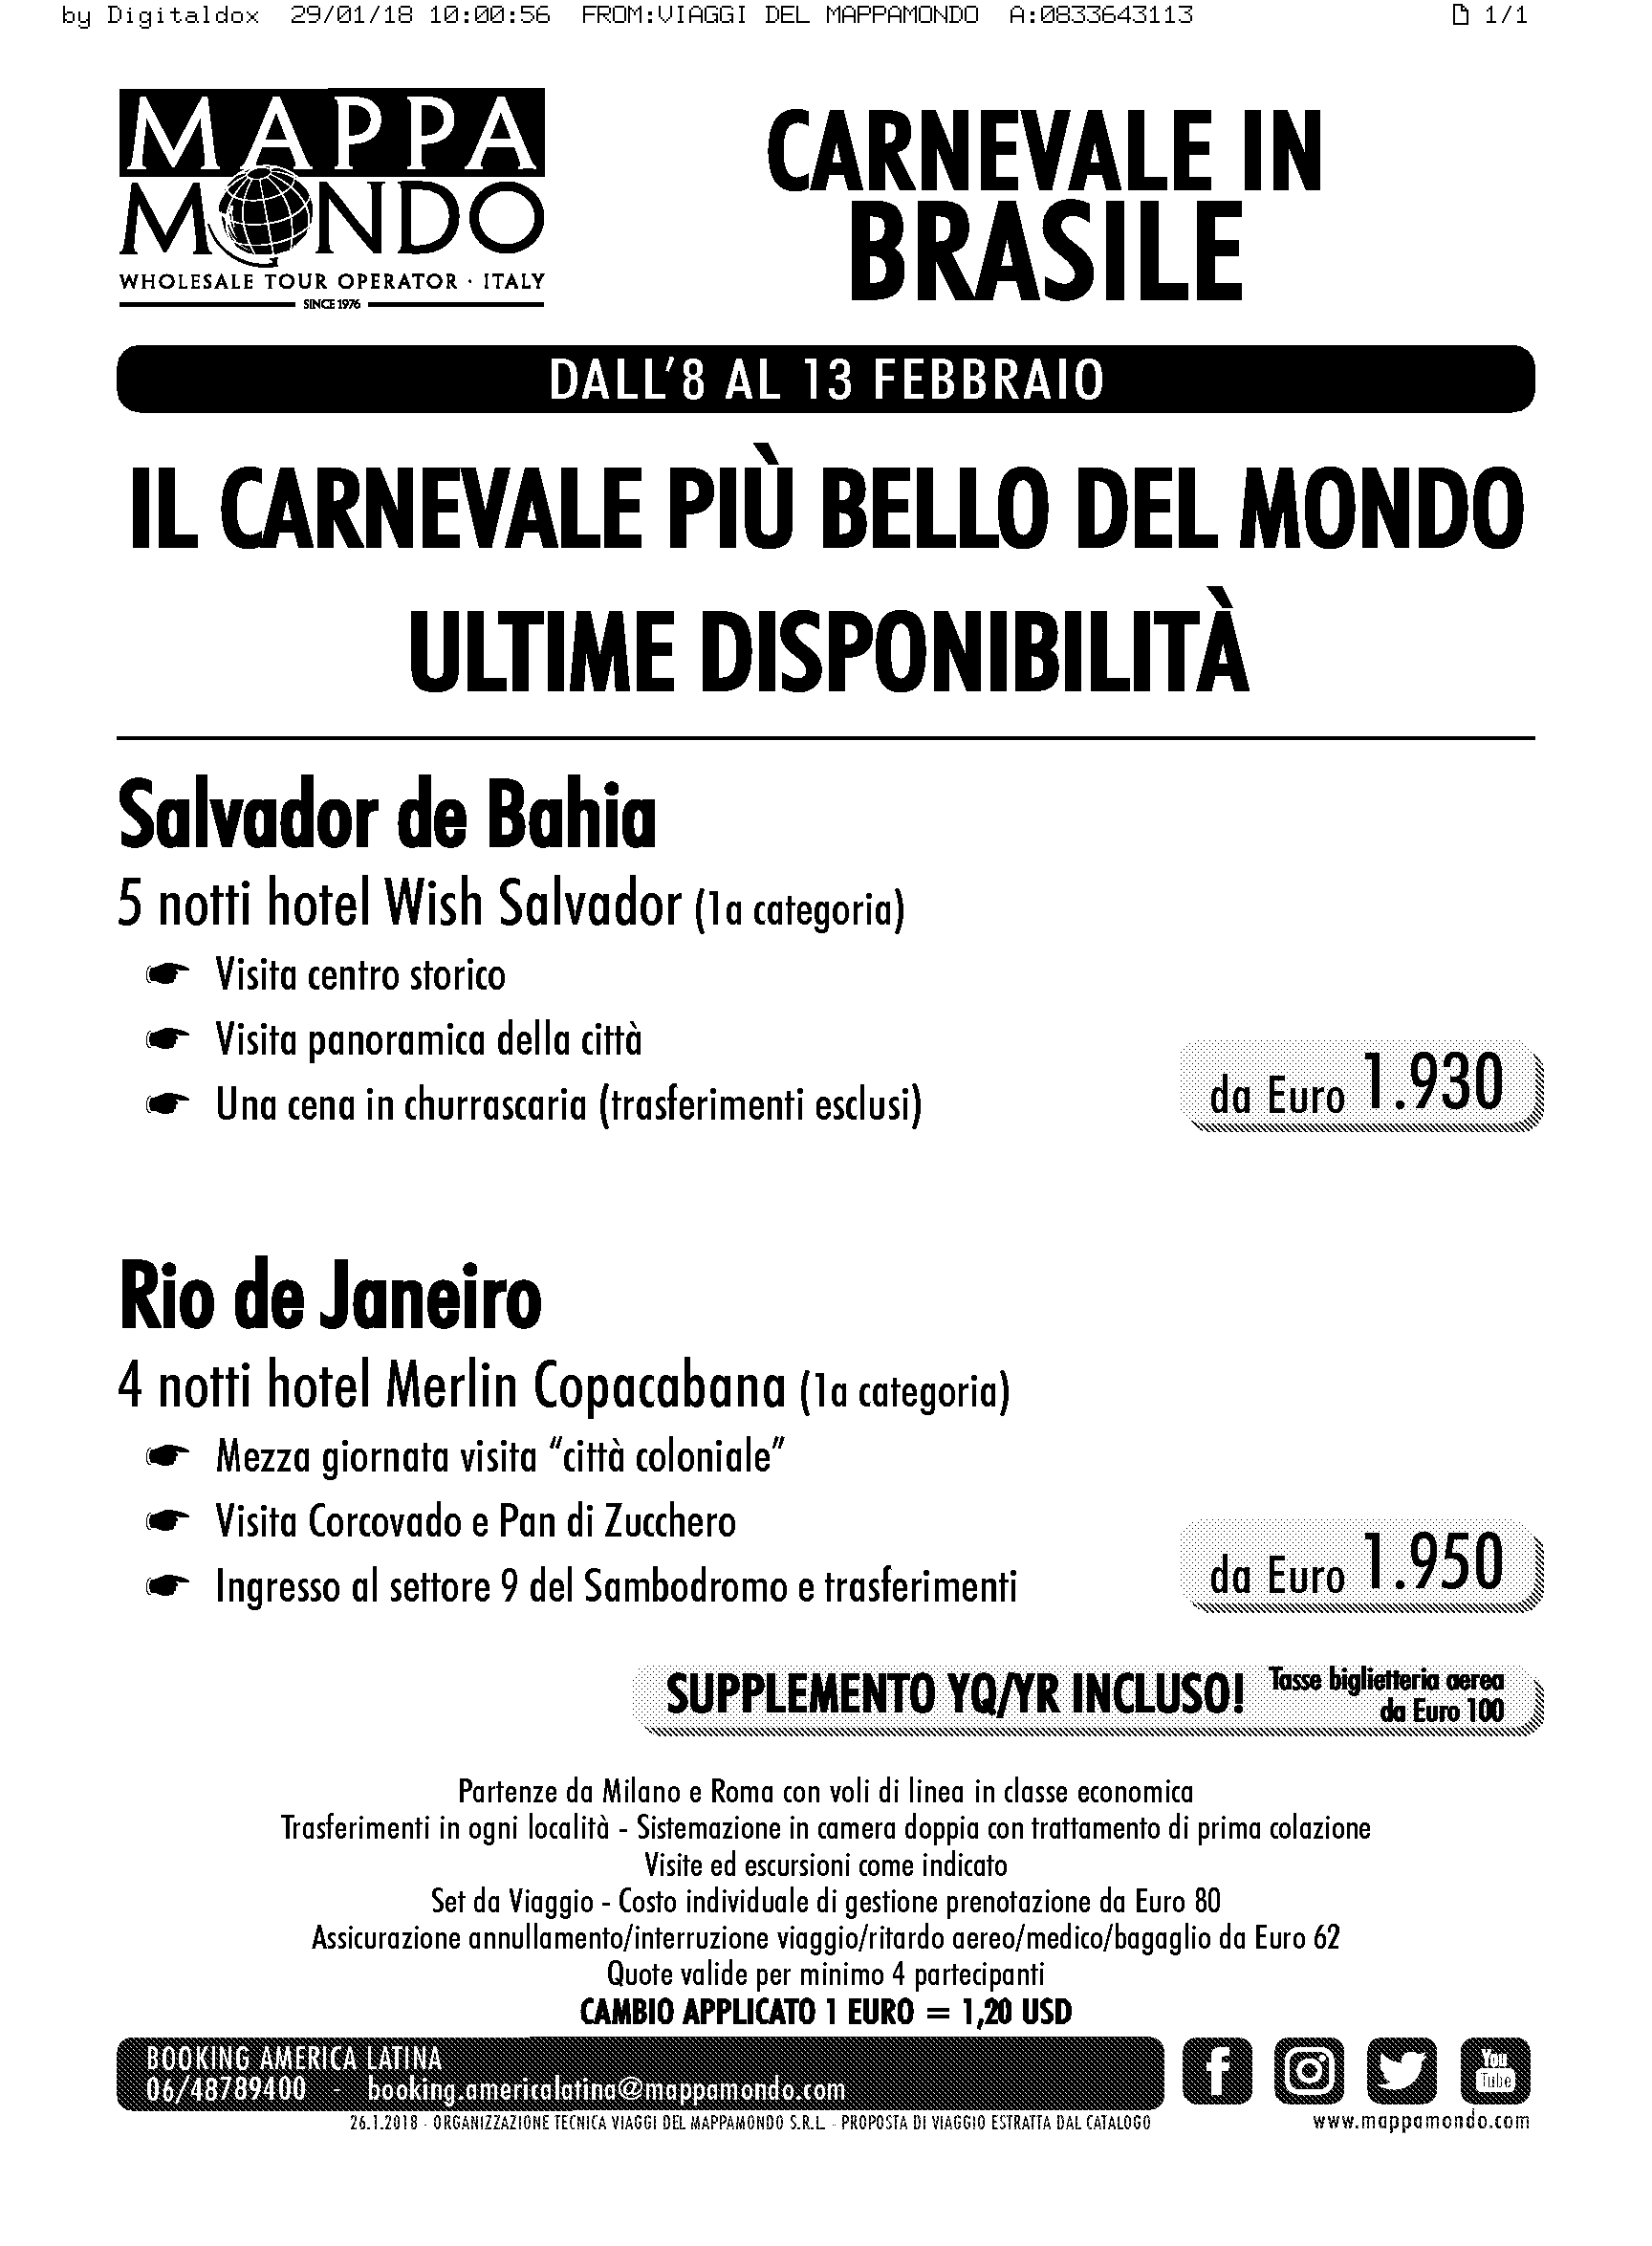 by Digitaldox 29/01/18 10:00:56 FROM:VIAGGI DEL MAPPAMONDO A:0833643113 1/1
MAPPA
MONDO
WHOLESALE TOUR OPERATOR · ITALY
SINCE 1976
CARNEVALE IN
BRASILE
DALL'8 AL 13 FEBBRAIO
IL CARNEVALE PIÙ BELLO DEL MONDO
ULTIME DISPONIBILITÀ
Salvador de Bahia
5 notti hotel Wish Salvador (1a categoria)
☛ Visita centro storico
☛ Visita panoramica della città
☛ Una cena in churrascaria (trasferimenti esclusi)
da Euro 1.930
Rio de Janeiro
4 notti hotel Merlin Copacabana (1a categoria)
☛ Mezza giornata visita "città coloniale"
☛ Visita Corcovado e Pan di Zucchero
☛ Ingresso al settore 9 del Sambodromo e trasferimenti
da Euro 1.950
SUPPLEMENTO YQ/YR INCLUSO! Tasse biglietteria aerea
da Euro 100
Partenze da Milano e Roma con voli di linea in classe economica
Trasferimenti in ogni località - Sistemazione in camera doppia con trattamento di prima colazione
Visite ed escursioni come indicato
Set da Viaggio - Costo individuale di gestione prenotazione da Euro 80
Assicurazione annullamento/interruzione viaggio/ritardo aereo/medico/bagaglio da Euro 62
Quote valide per minimo 4 partecipanti
CAMBIO APPLICATO 1 EURO = 1,20 USD
BOOKING AMERICA LATINA
06/48789400 - booking.americalatina@mappamondo.com
f
You
Tube
26.1.2018 - ORGANIZZAZIONE TECNICA VIAGGI DEL MAPPAMONDO S.R.L. - PROPOSTA DI VIAGGIO ESTRATTA DAL CATALOGO
www.mappamondo.com